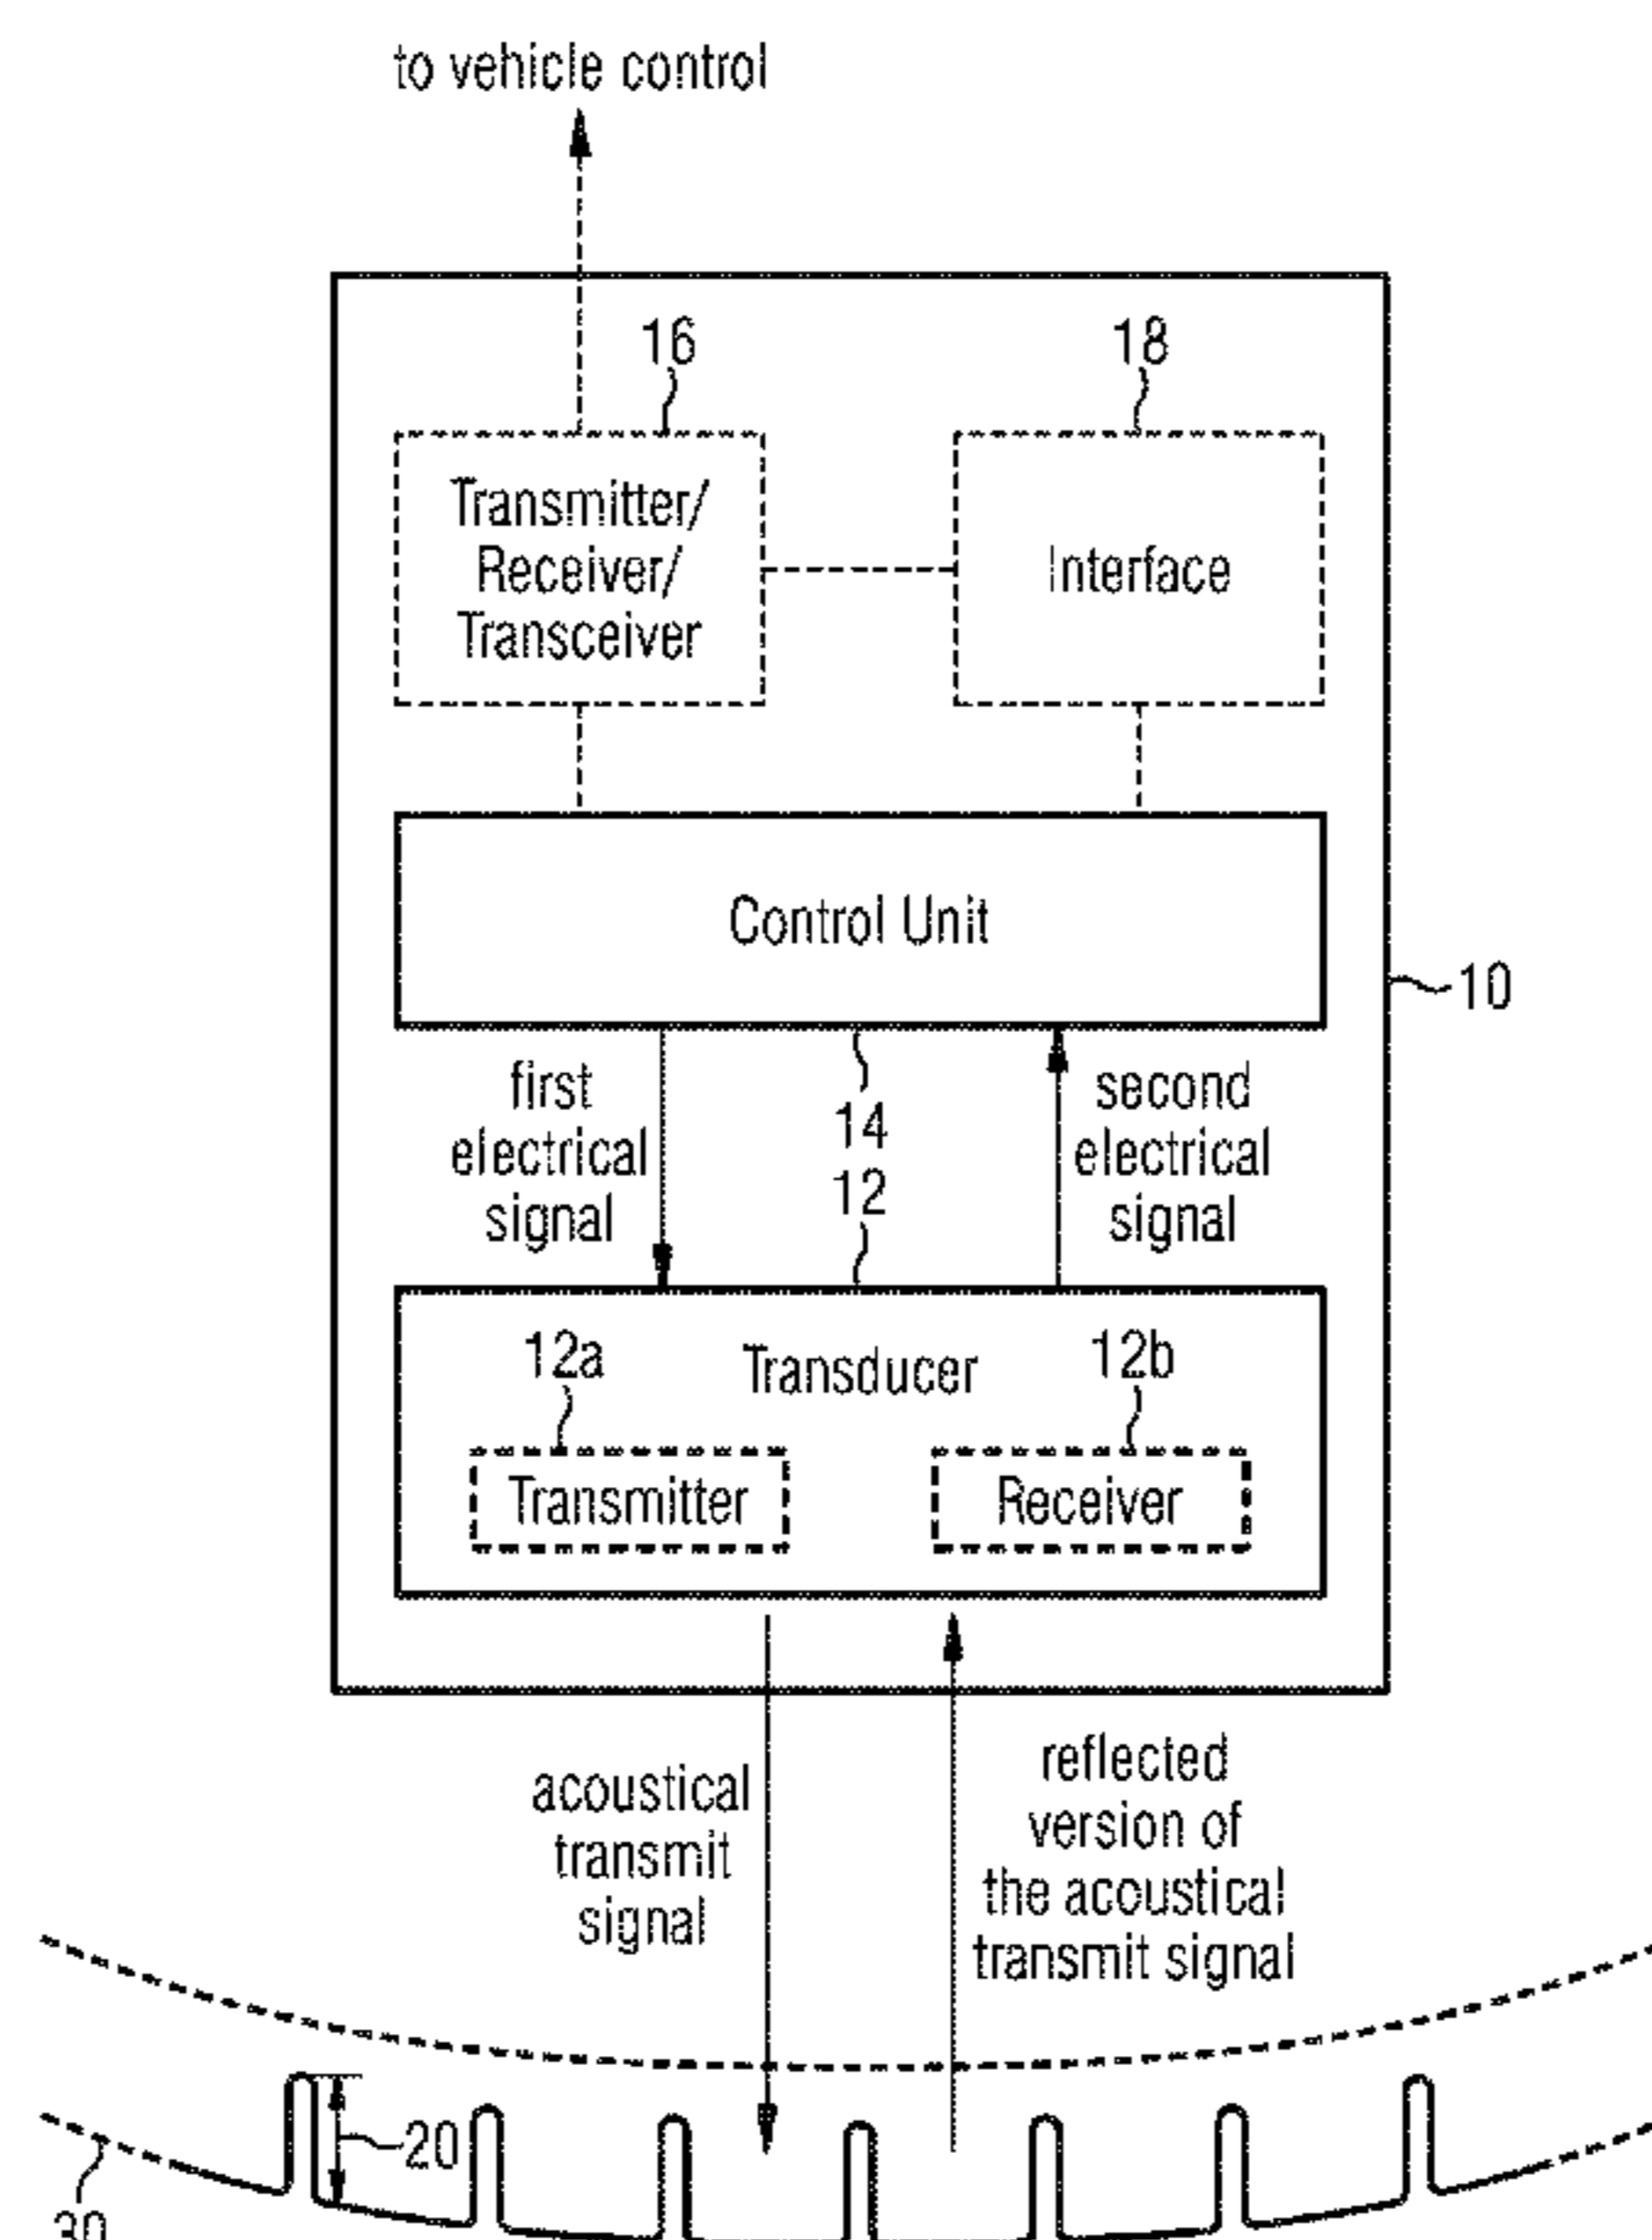 to vehicle control
16
18
Transmitter/
Receiver/
Transceiver
Interface
Control Unit
10
first
electrical
signal
14
12
second
electrical
signal
12a
Transducer
12b
Transmitter
Receiver
acoustical
transmit
signal
reflected
version of
the acoustical
transmit signal
20
30